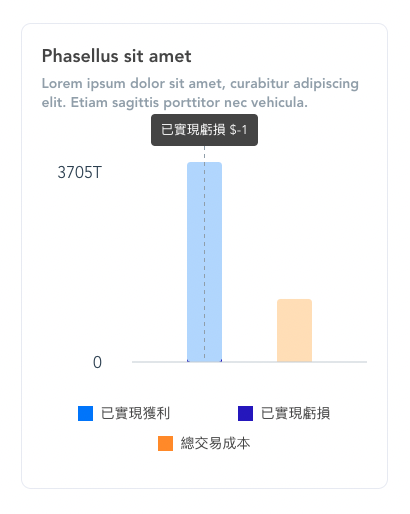 Phasellus sit amet
Lorem ipsum dolor sit amet, curabitur adipiscing
elit. Etiam sagittis porttitor nec vehicula.
已實現虧損 $-1
3705T
0
已實現獲利
已實現虧損
總交易成本